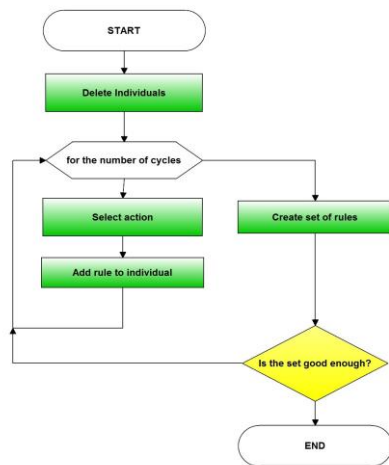 START
Delete Individuals
for the number of cycles
Select action
Create set of rules
Add rule to individual
Is the set good enough?
END